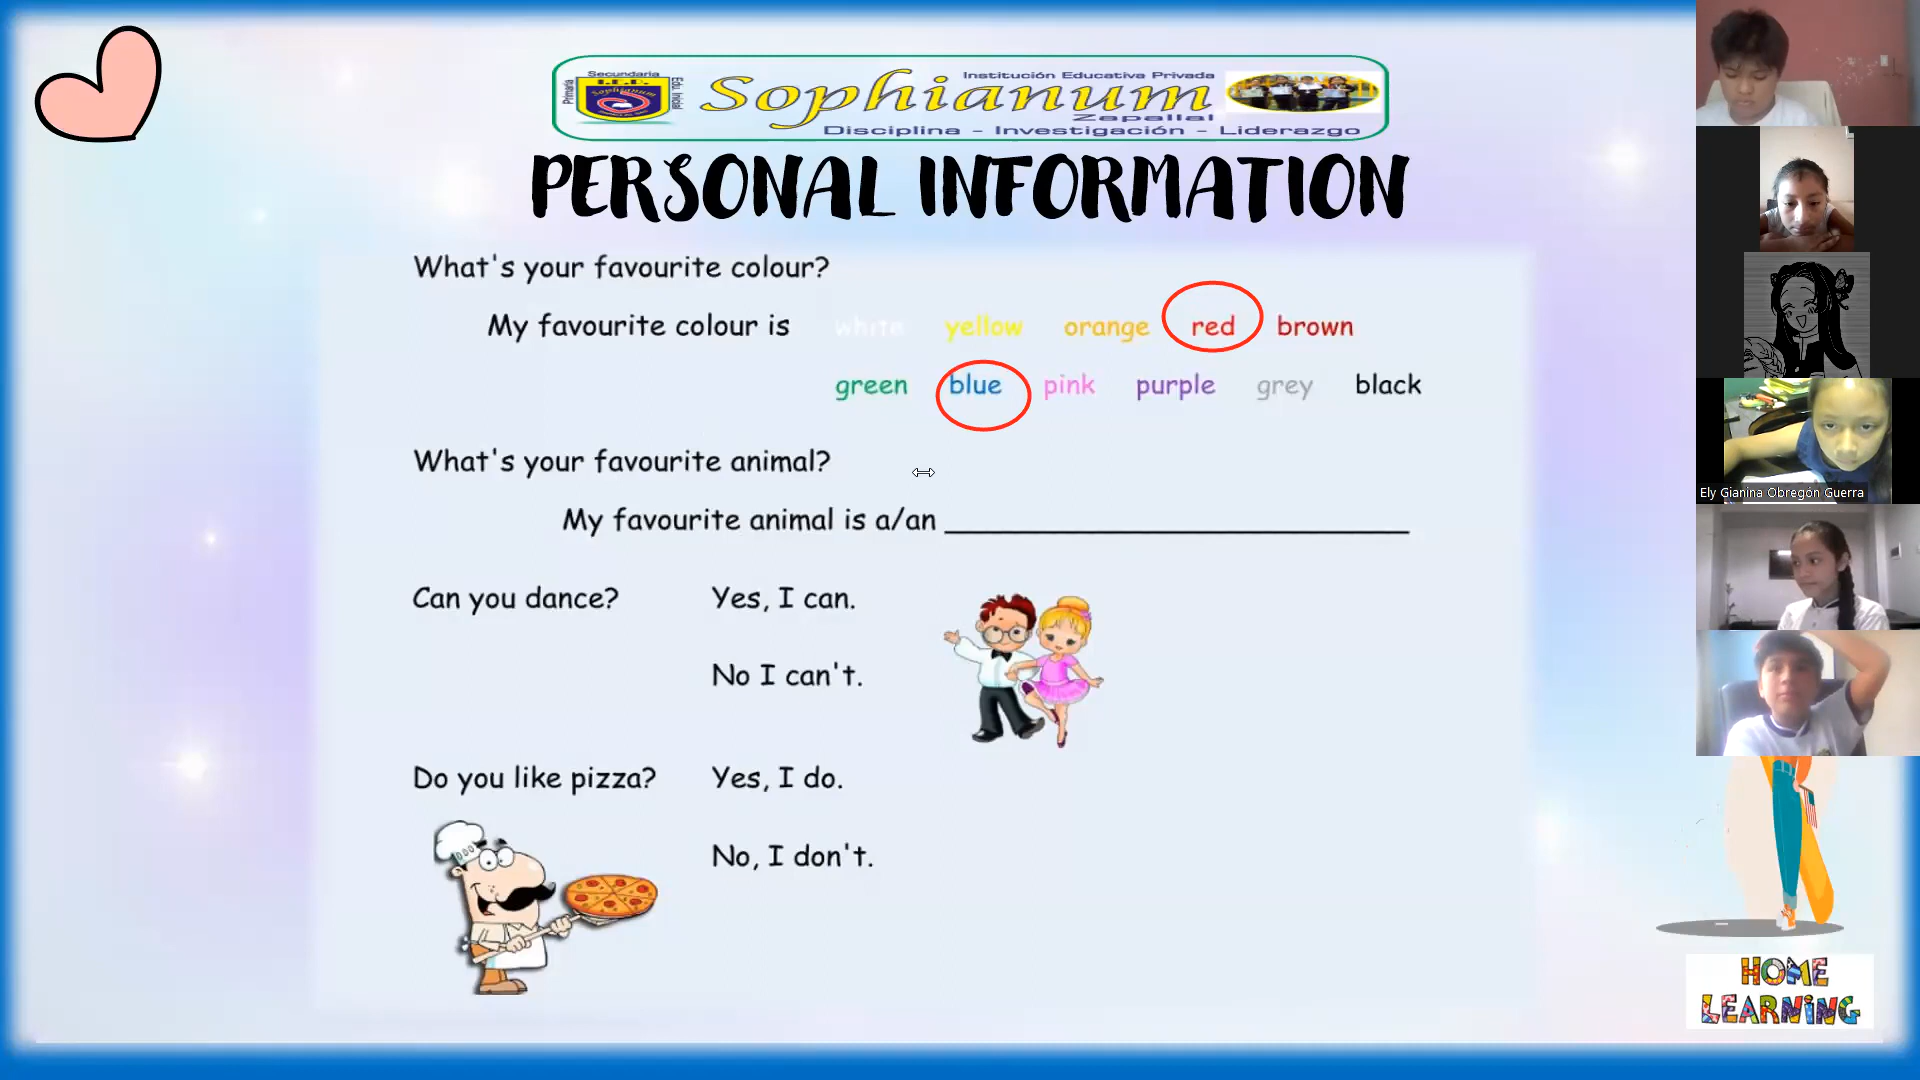 Secundaria
Primaria
Edu. Inicial
I.E.P.
Sophianum
Sophianum
Institución Educativa Privada
Zapallal
Disciplina - Investigación - Liderazgo
PERSONAL INFORMATION
What's your favourite colour?
My favourite colour is white yellow orange red brown
green blue pink purple grey black
What's your favourite animal?
My favourite animal is a/an
Can you dance? Yes, I can.
No I can't.
Do you like pizza? Yes, I do.
No, I don't.
Ely Gianina Obregón Guerra
HOME
LEARNING